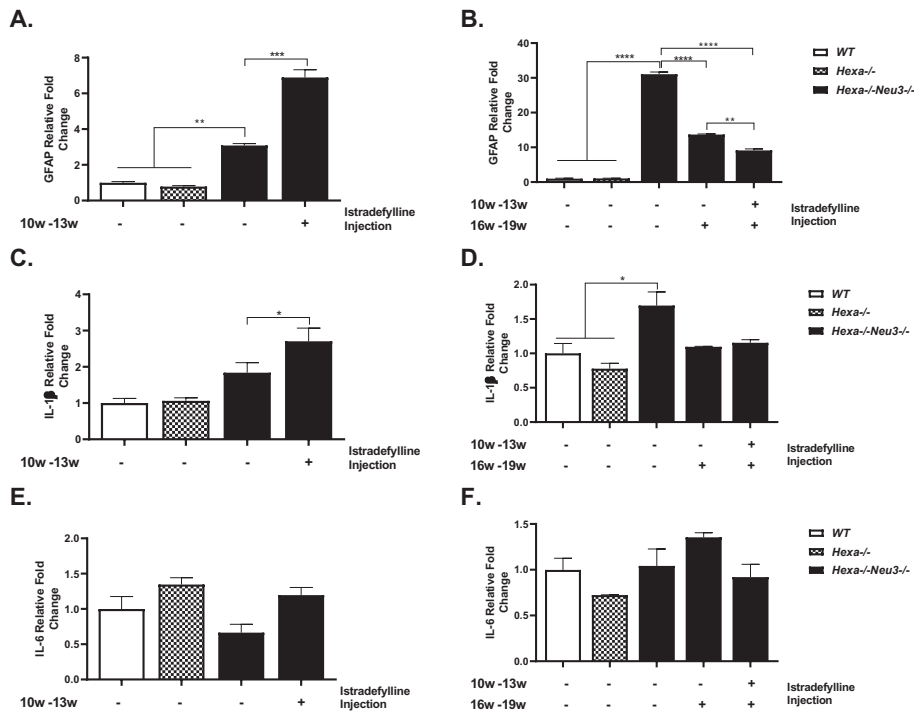 A.
GFAP Relative Fold
Change
8
6
4
2
0
**
***
10w -13w
- - - +
Istradefylline
Injection
B.
GFAP Relative Fold
Change
40
30
20
10
0
****
****
****
**
WT
Hexa-/-
Hexa-/-Neu3-/-
10w -13w
- - - - +
16w -19w
- - - + +
Istradefylline
Injection
C.
IL-1β Relative Fold
Change
4
3
2
1
0
*
10w -13w
- - - +
Istradefylline
Injection
D.
IL-1β Relative Fold
Change
2.0
1.5
1.0
0.5
0.0
*
WT
Hexa-/-
Hexa-/-Neu3-/-
10w -13w
- - - - +
16w -19w
- - - + +
Istradefylline
Injection
E.
IL-6 Relative Fold
Change
2.0
1.5
1.0
0.5
0.0
10w -13w
- - - +
Istradefylline
Injection
F.
IL-6 Relative Fold
Change
1.5
1.0
0.5
0.0
WT
Hexa-/-
Hexa-/-Neu3-/-
10w -13w
- - - - +
16w -19w
- - - + +
Istradefylline
Injection